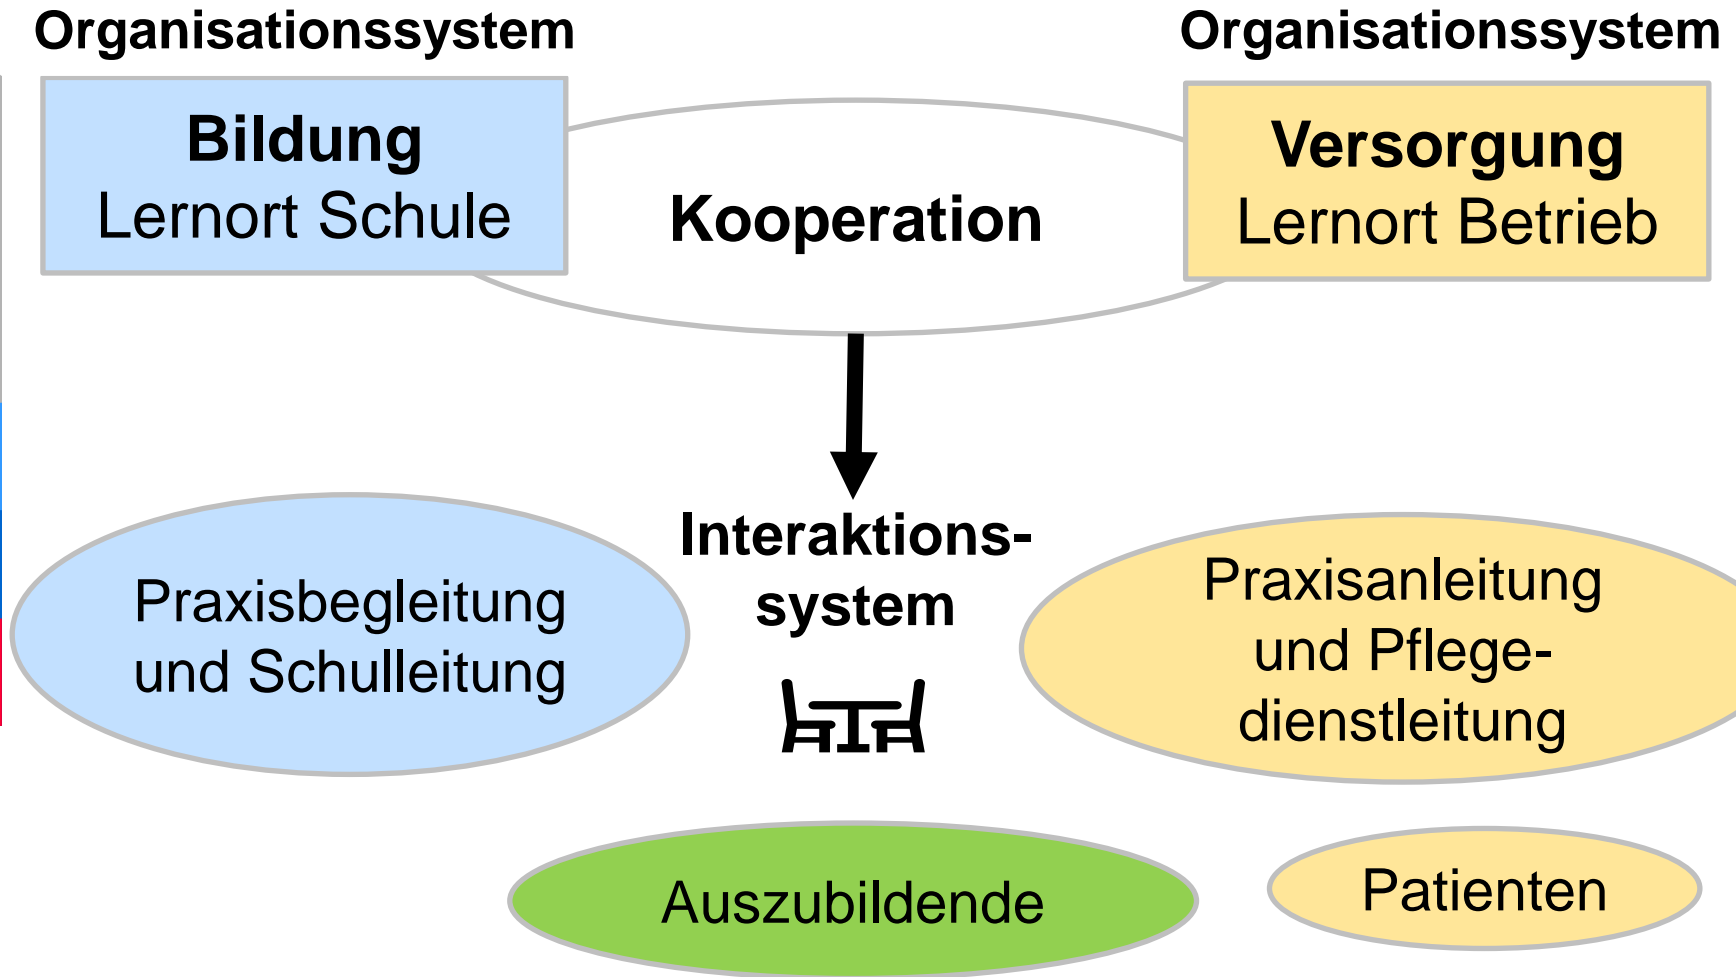 Organisationssystem
Organisationssystem
Bildung
Lernort Schule
Kooperation
Versorgung
Lernort Betrieb
Interaktions-
system
Praxisbegleitung
und Schulleitung
Praxisanleitung
und Pflege-
dienstleitung
Auszubildende
Patienten